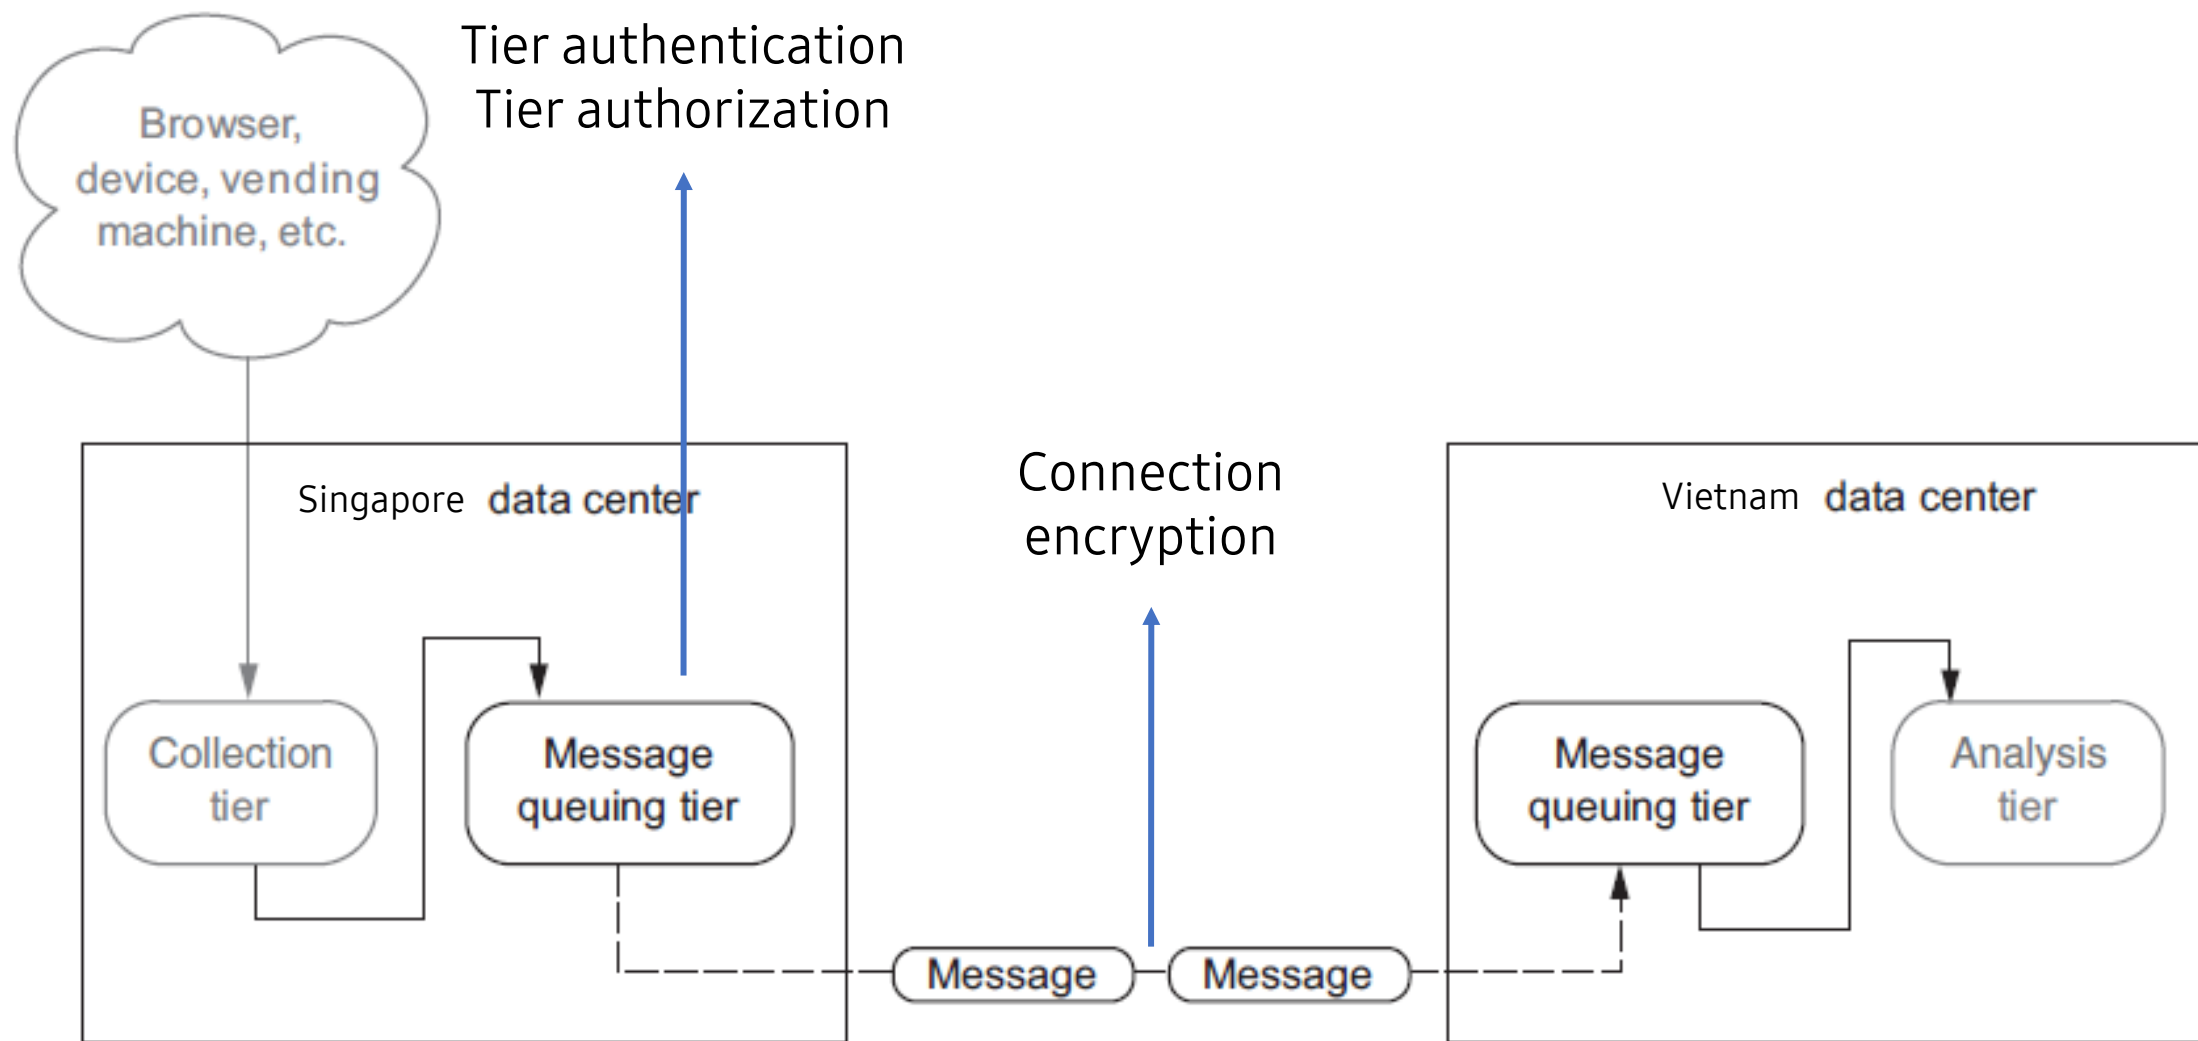 Tier authentication
Tier authorization
Browser,
device, vending
machine, etc.
Singapore data center
Connection
encryption
Vietnam data center
Collection
tier
Message
queuing tier
Message
queuing tier
Analysis
tier
Message
Message